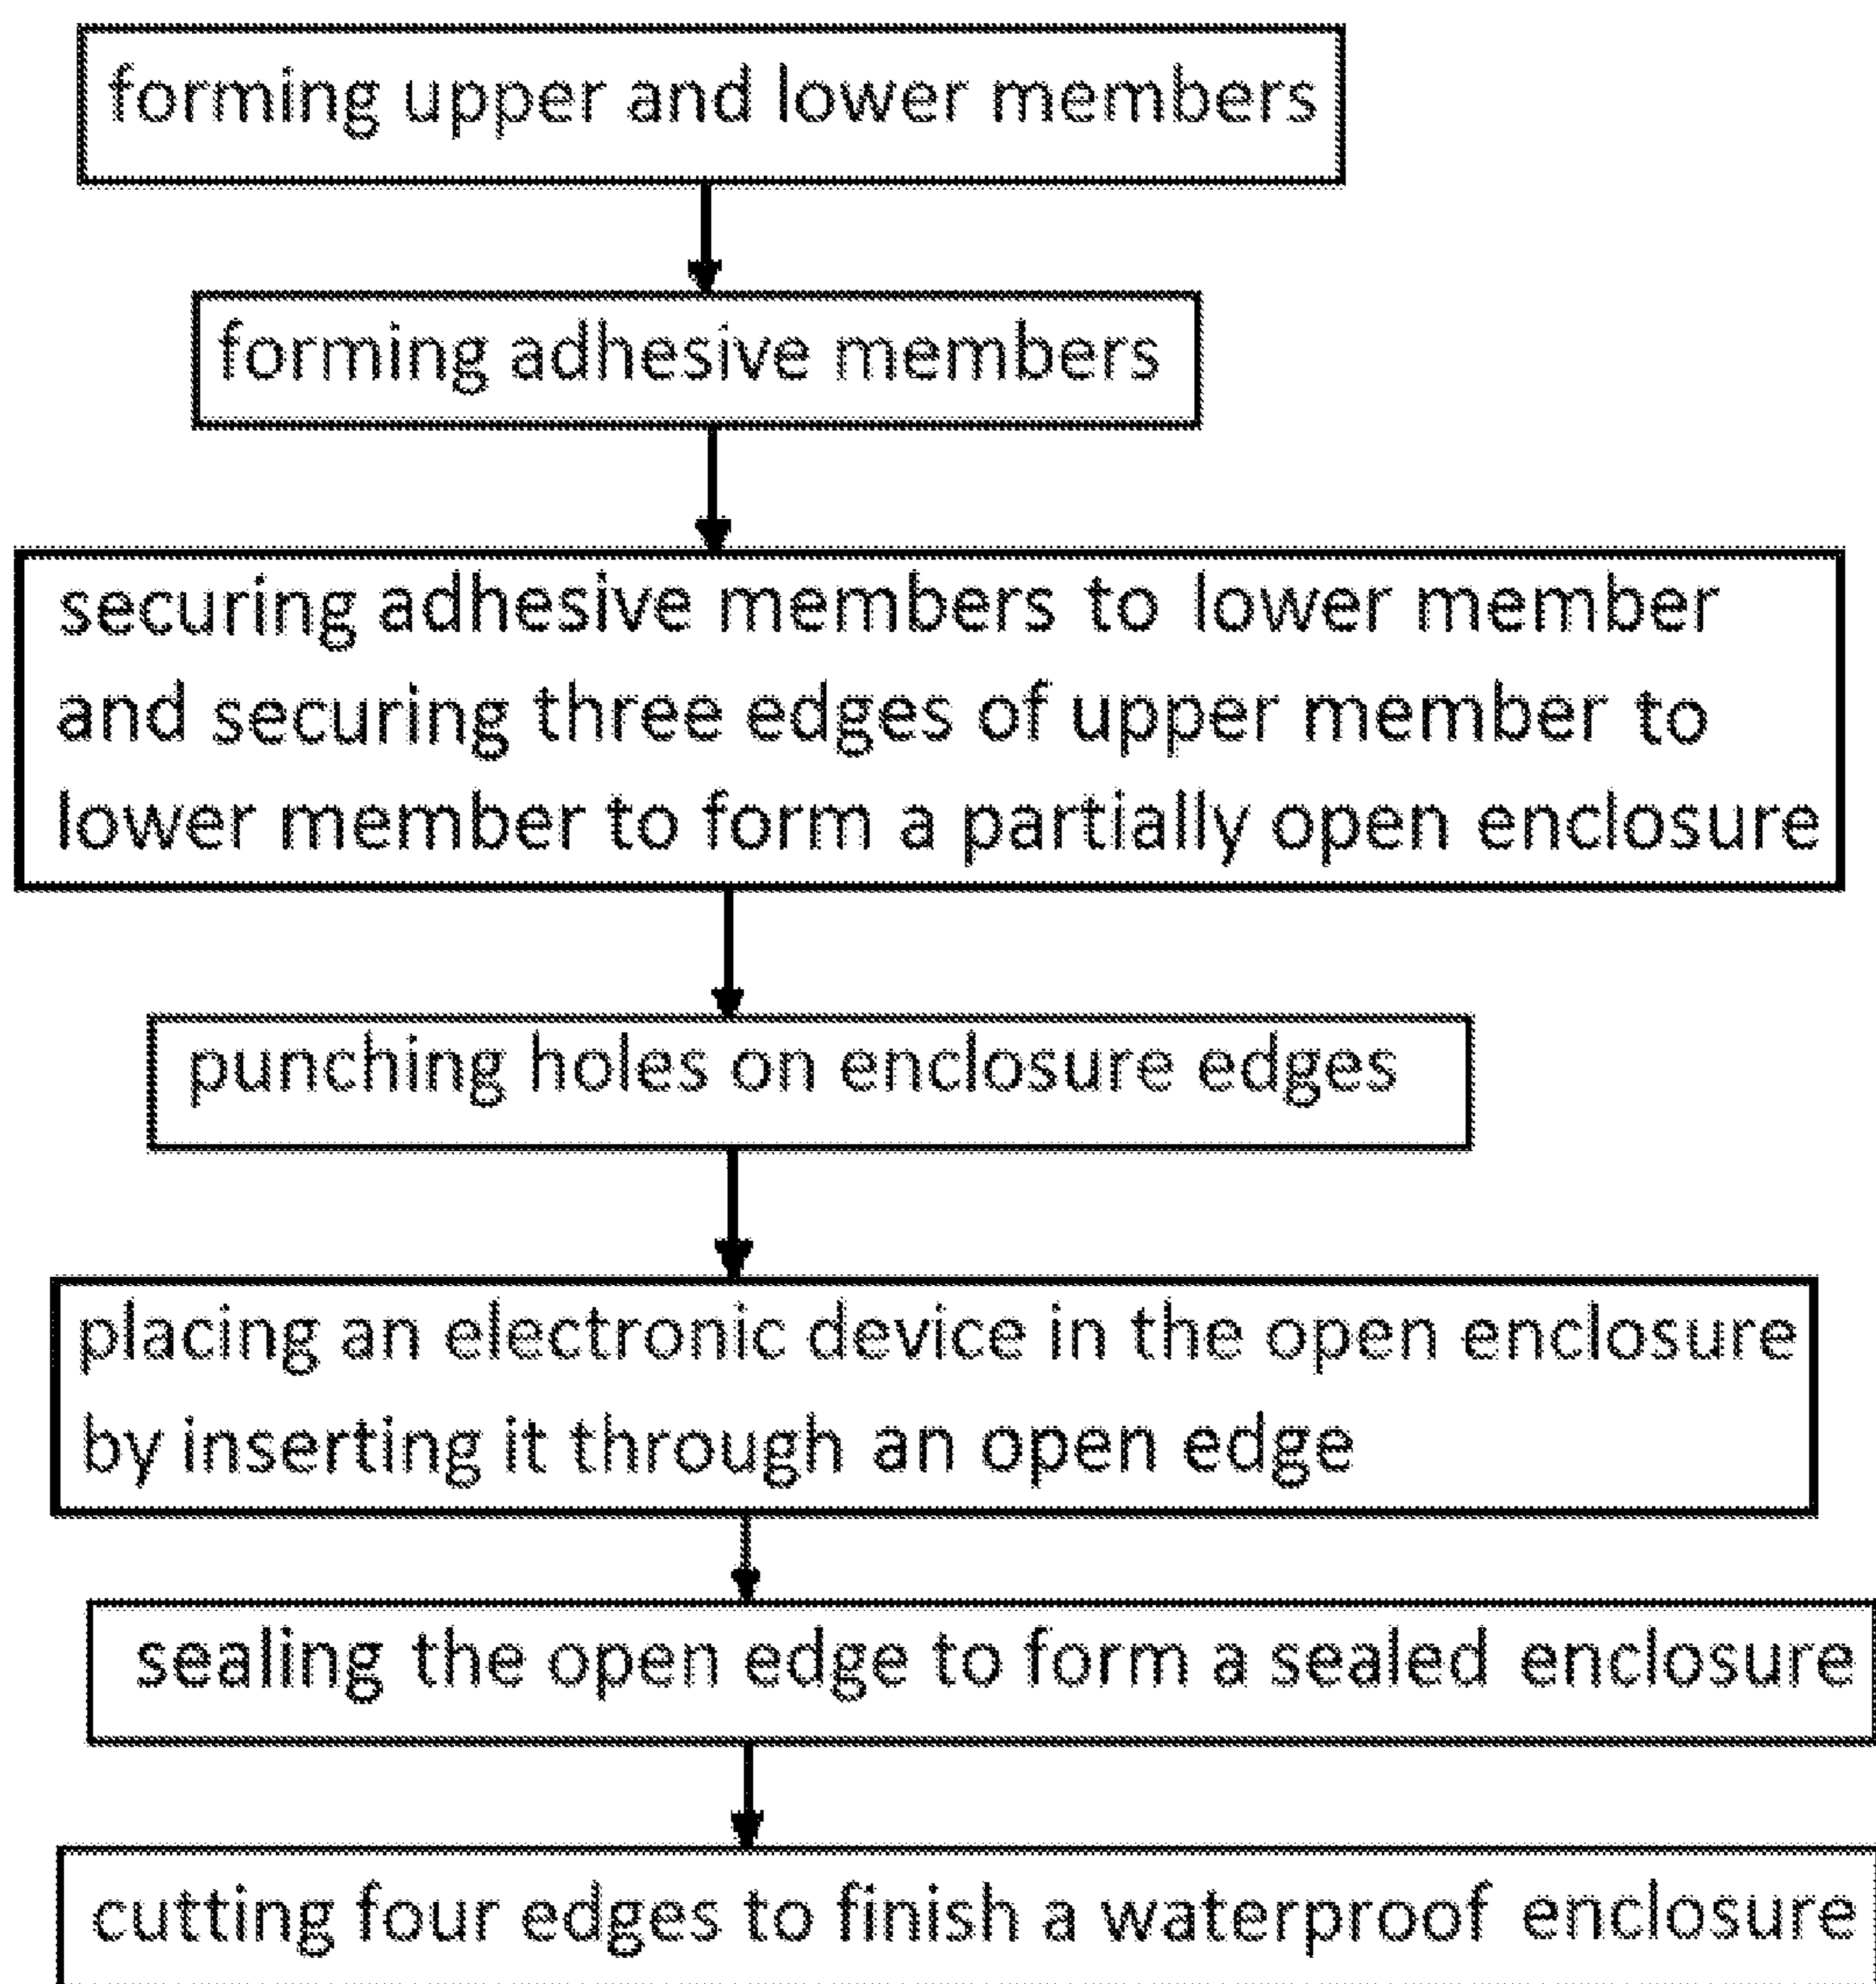 forming upper and lower members
forming adhesive members
securing adhesive members to lower member
and securing three edges of upper member to
lower member to form a partially open enclosure
punching holes on enclosure edges
placing an electronic device in the open enclosure
by inserting it through an open edge
sealing the open edge to form a sealed enclosure
cutting four edges to finish a waterproof enclosure